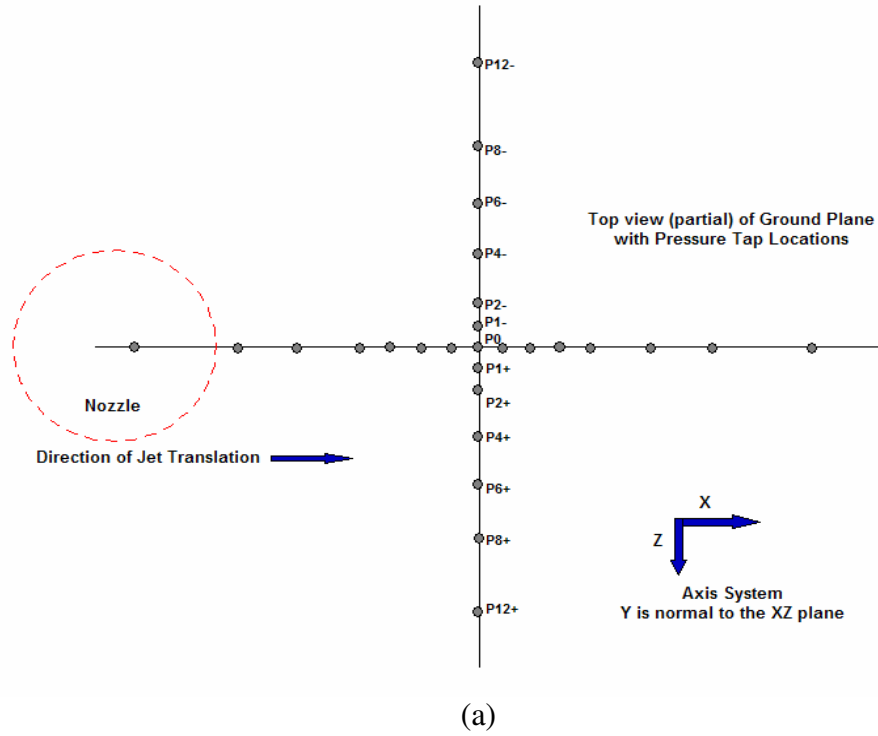 P12-
P8-
P6-
Top view (partial) of Ground Plane
with Pressure Tap Locations
P4-
P2-
P1-
P0
P1+
Nozzle
P2+
P4+
Direction of Jet Translation
P6+
X
Z
P8+
Axis System
Y is normal to the XZ plane
P12+
(a)